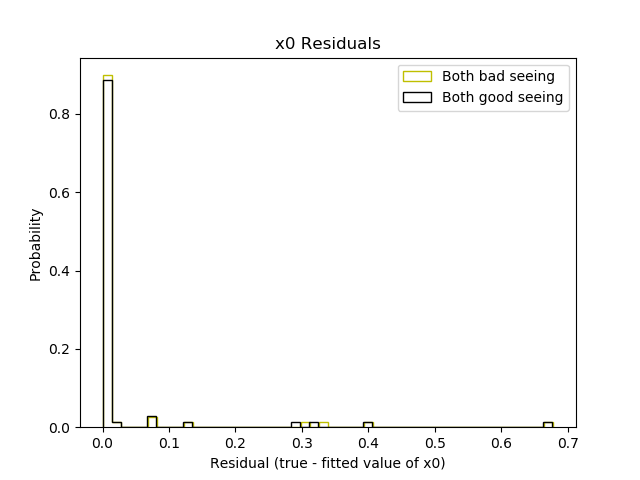 x0 Residuals
Both bad seeing
Both good seeing
Probability
0.8
0.6
0.4
0.2
0.0
0.0 0.1 0.2 0.3 0.4 0.5 0.6 0.7
Residual (true - fitted value of x0)